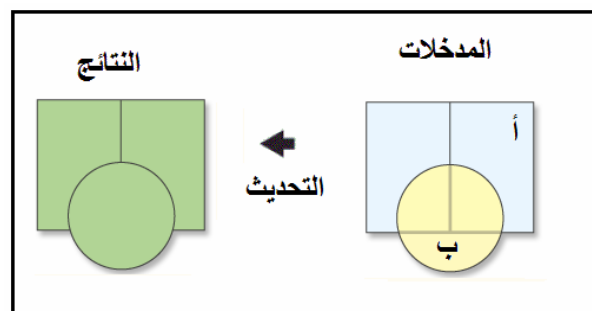 المدخلات
النتائج
أ
التحديث
ب